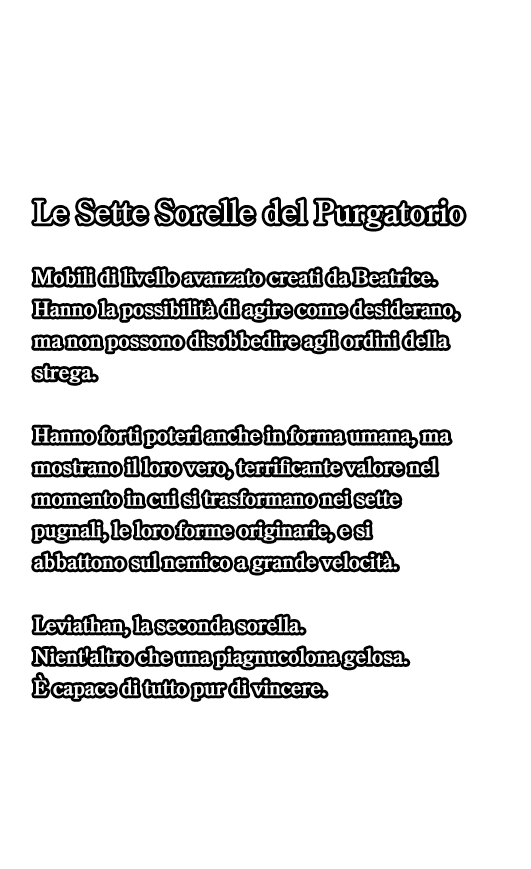 Le Sette Sorelle del Purgatorio
Mobili di livello avanzato creati da Beatrice.
Hanno la possibilità di agire come desiderano,
ma non possono disobbedire agli ordini della
strega.
Hanno forti poteri anche in forma umana, ma
mostrano il loro vero, terrificante valore nel
momento in cui si trasformano nei sette
pugnali, le loro forme originarie, e si
abbattono sul nemico a grande velocità.
Leviathan, la seconda sorella.
Nient'altro che una piagnucolona gelosa.
È capace di tutto pur di vincere.